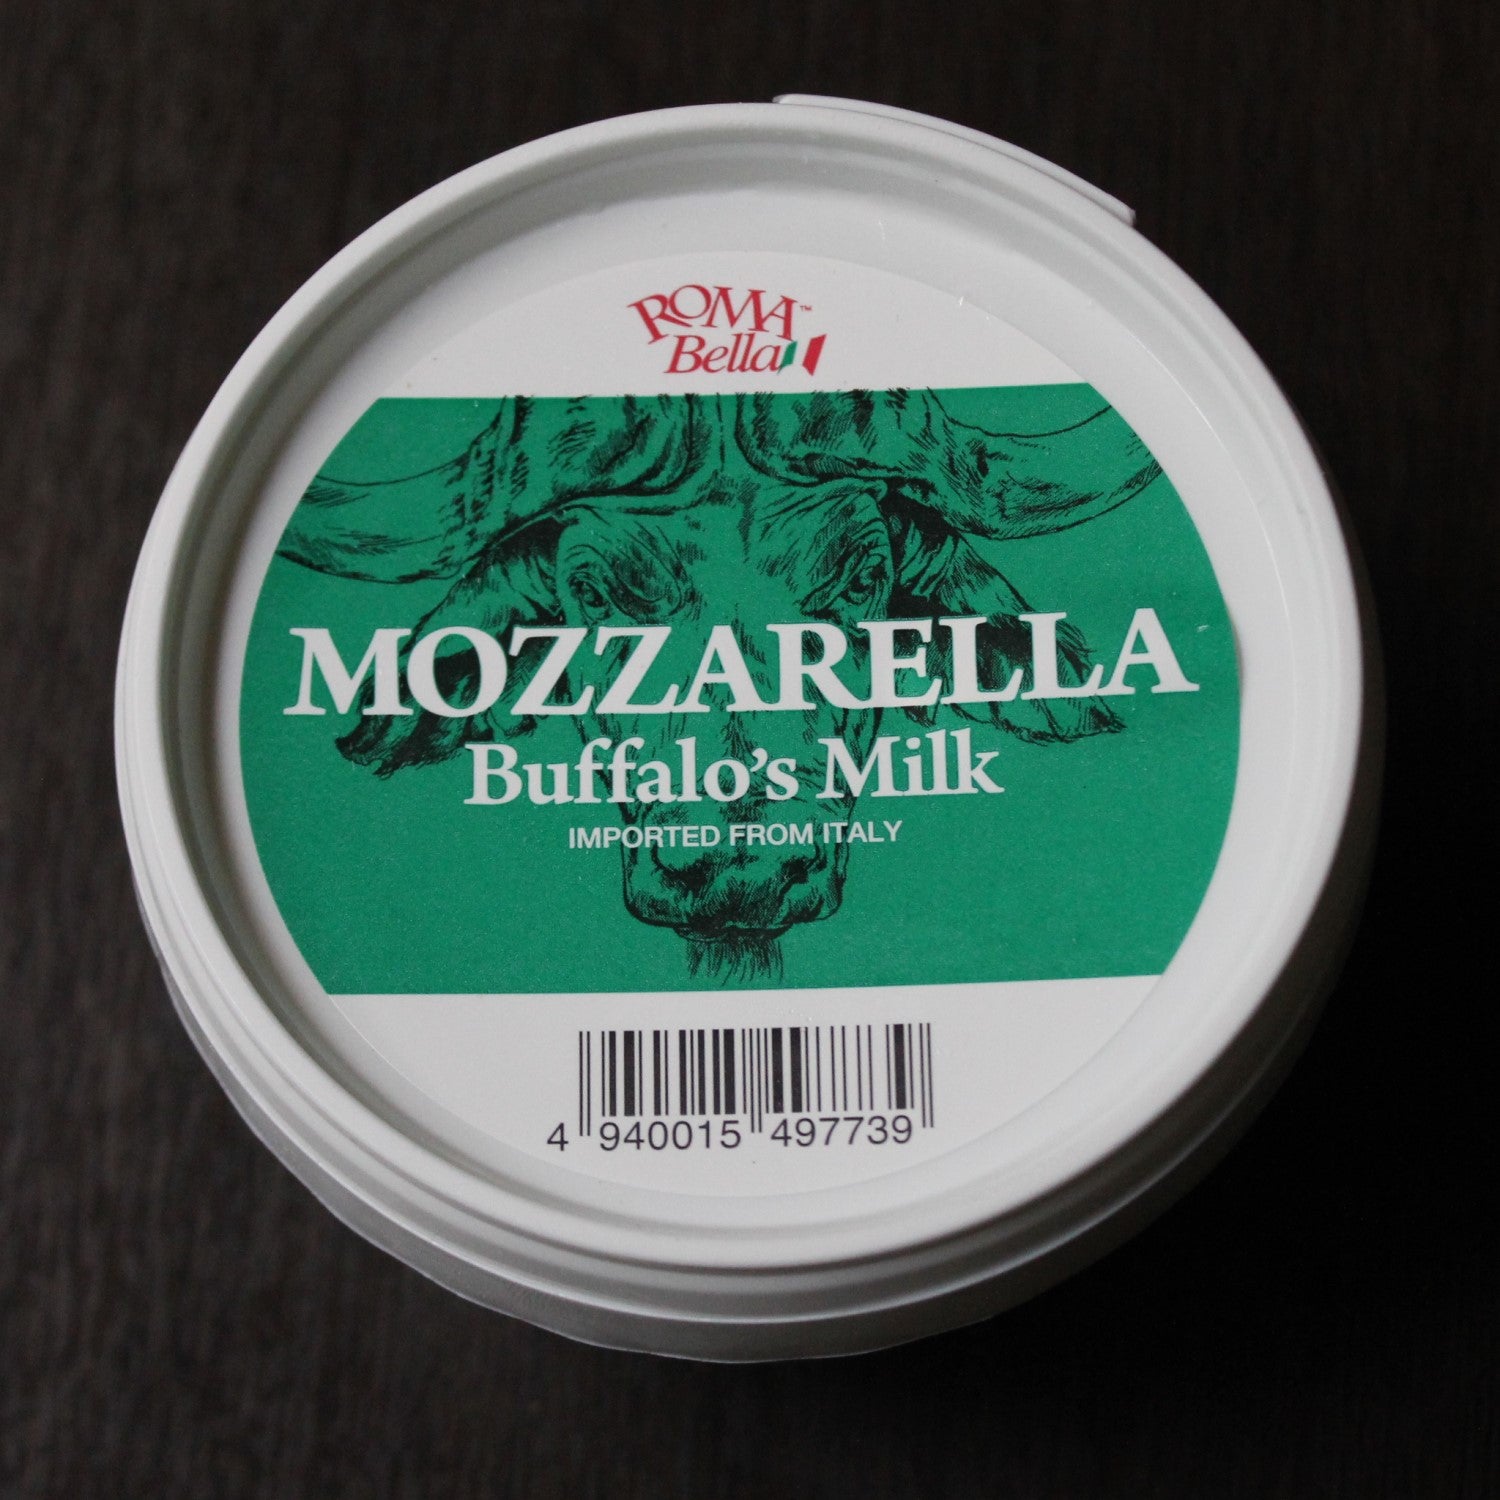 ROMA™
Bella
MOZZARELLA
Buffalo's Milk
IMPORTED FROM ITALY
4 940015 497739